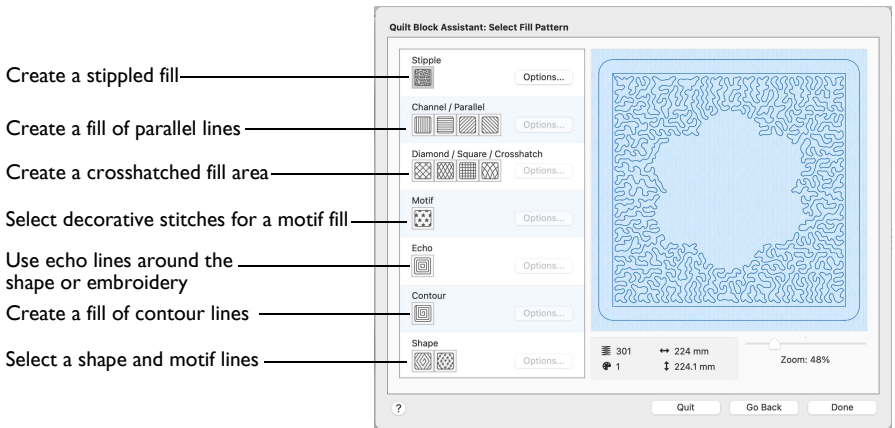 Quilt Block Assistant: Select Fill Pattern
Create a stippled fill
Stipple
Options...
Create a fill of parallel lines
Channel / Parallel
Options...
Create a crosshatched fill area
Diamond / Square / Crosshatch
Options...
Select decorative stitches for a motif fill
Motif
Options...
Use echo lines around the
shape or embroidery
Echo
Options...
Create a fill of contour lines
Contour
Options...
Select a shape and motif lines
Shape
Options...
301
224 mm
1
224.1 mm
Zoom: 48%
?
Quit
Go Back
Done